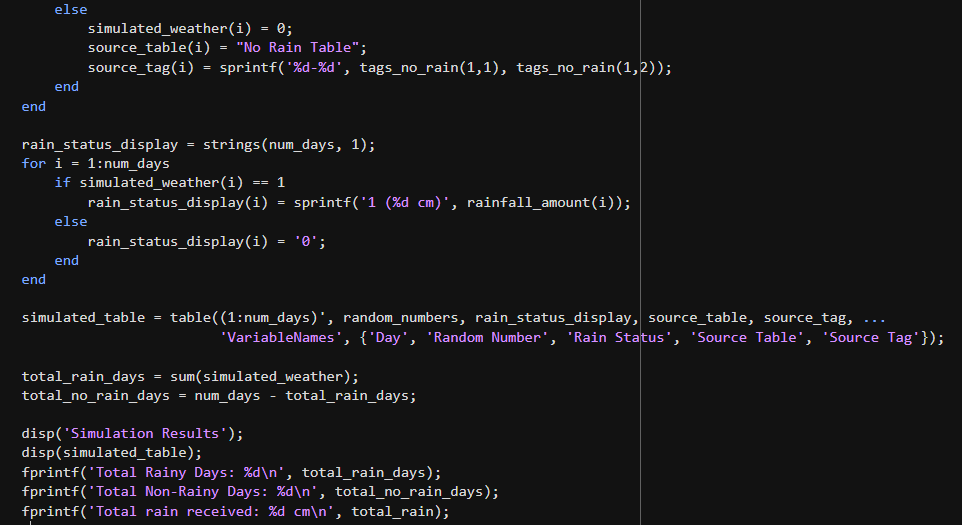 else
        simulated_weather(i) = 0;
        source_table(i) = "No Rain Table";
        source_tag(i) = sprintf('%d-%d', tags_no_rain(1,1), tags_no_rain(1,2));
    end
end
rain_status_display = strings(num_days, 1);
for i = 1:num_days
    if simulated_weather(i) == 1
        rain_status_display(i) = sprintf('1 (%d cm)', rainfall_amount(i));
    else
        rain_status_display(i) = '0';
    end
end
simulated_table = table((1:num_days)', random_numbers, rain_status_display, source_table, source_tag, ...
                        'VariableNames', {'Day', 'Random Number', 'Rain Status', 'Source Table', 'Source Tag'});
total_rain_days = sum(simulated_weather);
total_no_rain_days = num_days - total_rain_days;
disp('Simulation Results');
disp(simulated_table);
fprintf('Total Rainy Days: %d\n', total_rain_days);
fprintf('Total Non-Rainy Days: %d\n', total_no_rain_days);
fprintf('Total rain received: %d cm\n', total_rain);